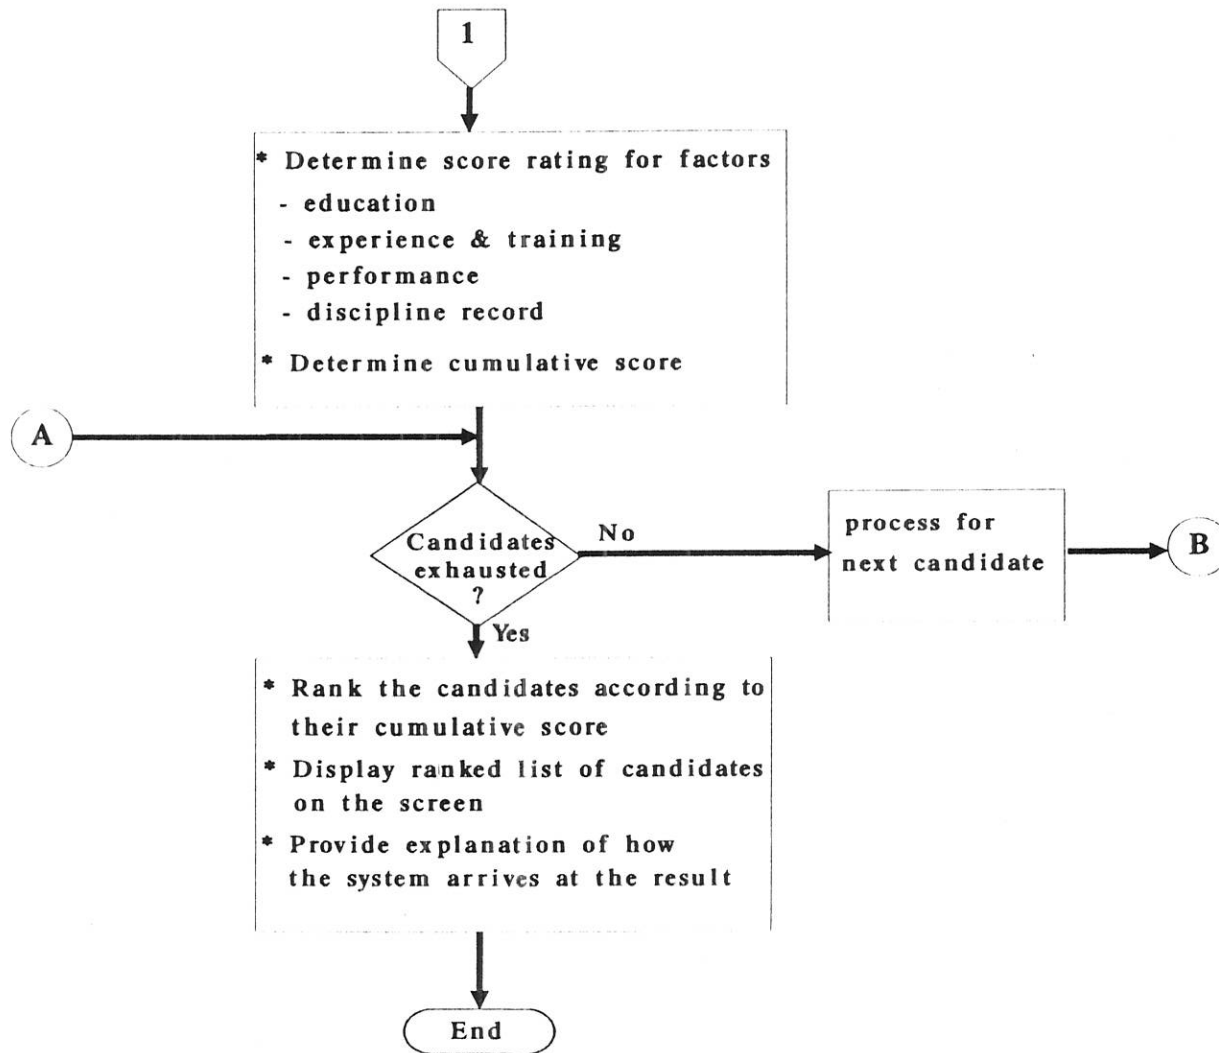 1
* Determine score rating for factors
- education
- experience & training
- performance
- discipline record
* Determine cumulative score
A
Candidates
exhausted
?
No
process for
next candidate
B
Yes
* Rank the candidates according to
their cumulative score
* Display ranked list of candidates
on the screen
* Provide explanation of how
the system arrives at the result
End